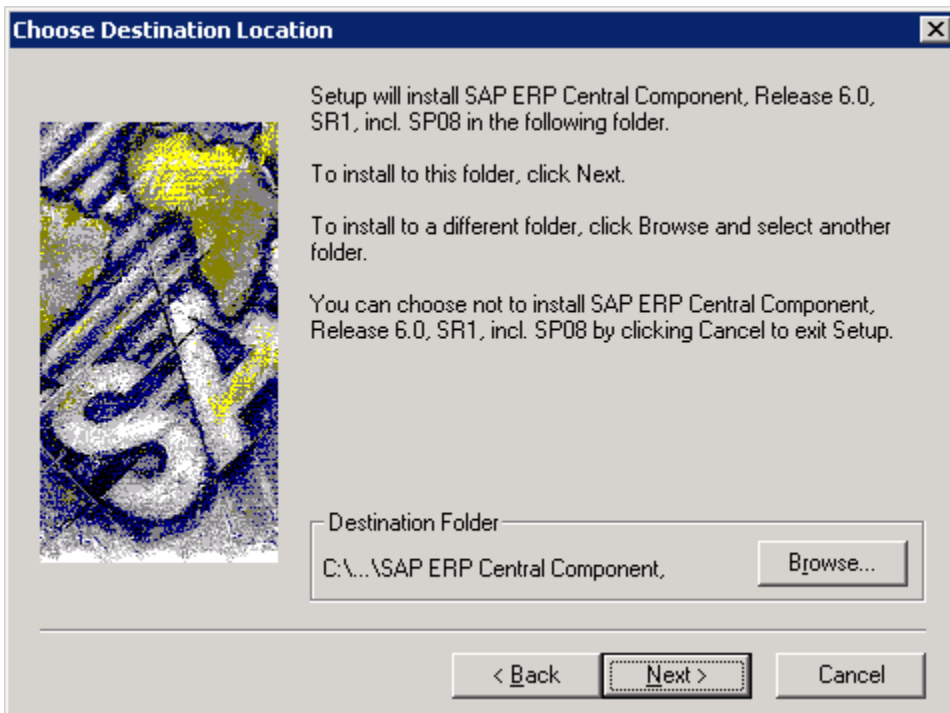 Choose Destination Location
Setup will install SAP ERP Central Component, Release 6.0,
SR1, incl. SP08 in the following folder.
To install to this folder, click Next.
To install to a different folder, click Browse and select another
folder.
You can choose not to install SAP ERP Central Component,
Release 6.0, SR1, incl. SP08 by clicking Cancel to exit Setup.
Destination Folder
C:\...\SAP ERP Central Component,
Browse...
< Back
Next >
Cancel